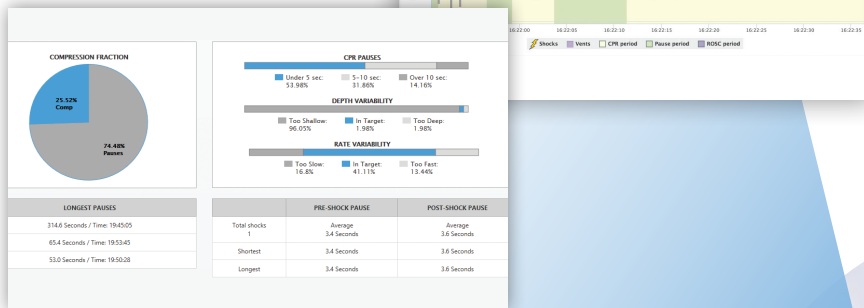 16:22:00 16:22:05 16:22:10 16:22:15 16:22:20 16:22:25 16:22:30 16:22:35
Shocks Vents CPR period Pause period ROSC period
COMPRESSION FRACTION
25.52%
Comp
74.48%
Pauses
CPR PAUSES
Under 5 sec: 5-10 sec: Over 10 sec:
53.98% 31.86% 14.16%
DEPTH VARIABILITY
Too Shallow: In Target: Too Deep:
96.05% 1.98% 1.98%
RATE VARIABILITY
Too Slow: In Target: Too Fast:
16.8% 41.11% 13.44%
LONGEST PAUSES
314.6 Seconds / Time: 19:45:05
65.4 Seconds / Time: 19:53:45
53.0 Seconds / Time: 19:50:28
PRE-SHOCK PAUSE POST-SHOCK PAUSE
Total shocks Average Average
1 3.4 Seconds 3.6 Seconds
Shortest 3.4 Seconds 3.6 Seconds
Longest 3.4 Seconds 3.6 Seconds